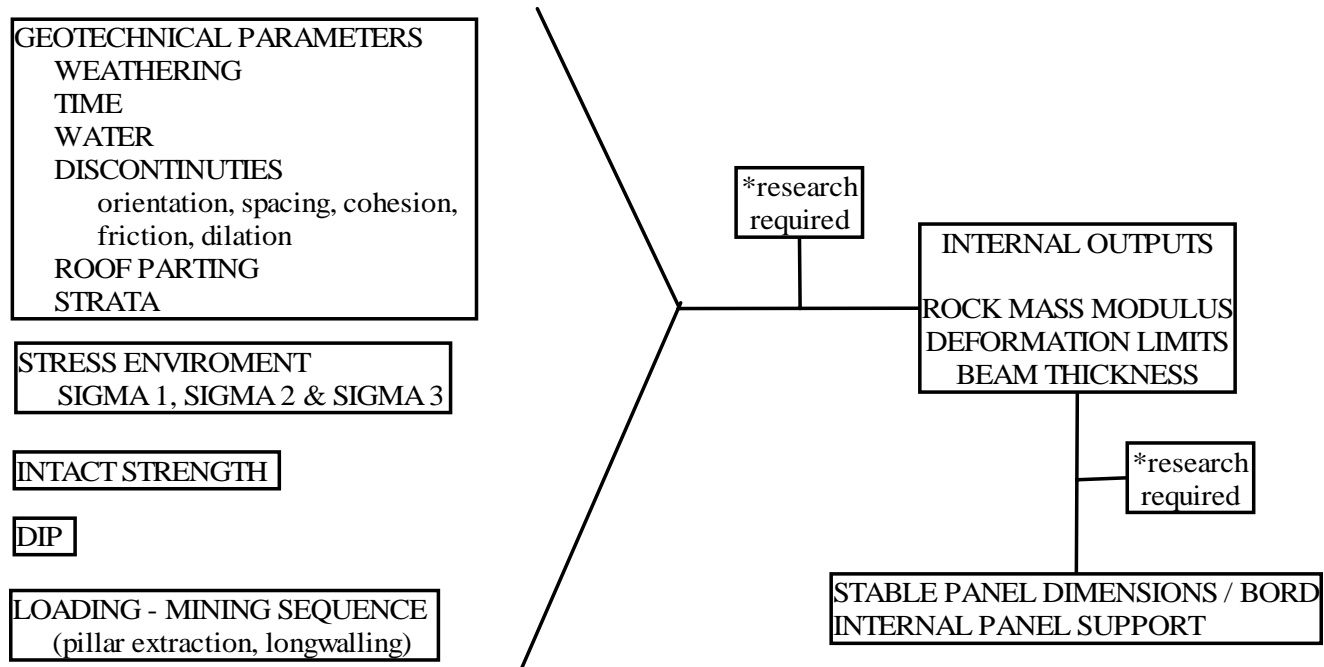 GEOTECHNICAL PARAMETERS
WEATHERING
TIME
WATER
DISCONTINUTIES
orientation, spacing, cohesion,
friction, dilation
ROOF PARTING
STRATA
STRESS ENVIROMENT
SIGMA 1, SIGMA 2 & SIGMA 3
INTACT STRENGTH
DIP
LOADING - MINING SEQUENCE
(pillar extraction, longwalling)
*research
required
INTERNAL OUTPUTS
ROCK MASS MODULUS
DEFORMATION LIMITS
BEAM THICKNESS
*research
required
STABLE PANEL DIMENSIONS / BORD
INTERNAL PANEL SUPPORT